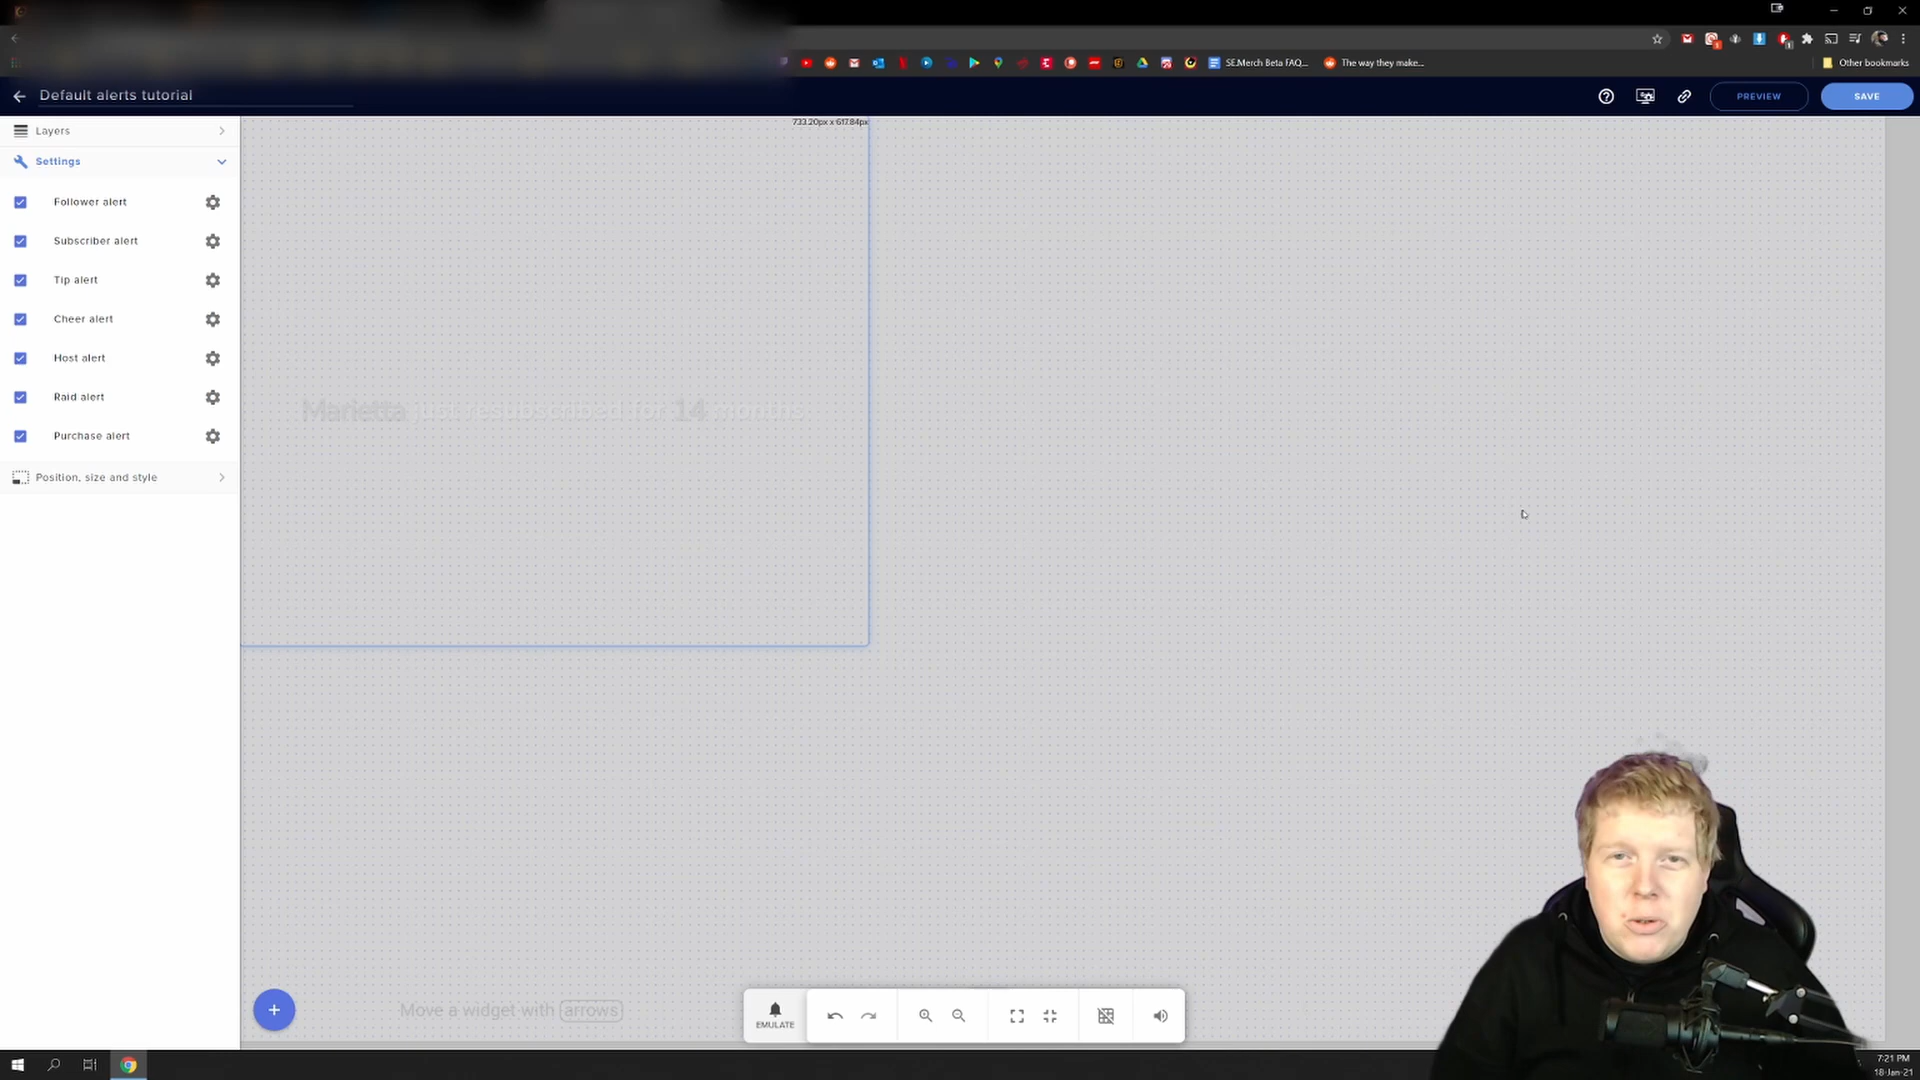 SE.Merch Beta FAQ...
The way they make...
Other bookmarks
Default alerts tutorial
PREVIEW
SAVE
Layers
733.20px x 617.84px
Settings
Follower alert
Subscriber alert
Tip alert
Cheer alert
Host alert
Marietta just resubscribed for 14 months
Raid alert
Purchase alert
Position, size and style
Move a widget with arrows
EMULATE
7:21 PM
18-Jan-21